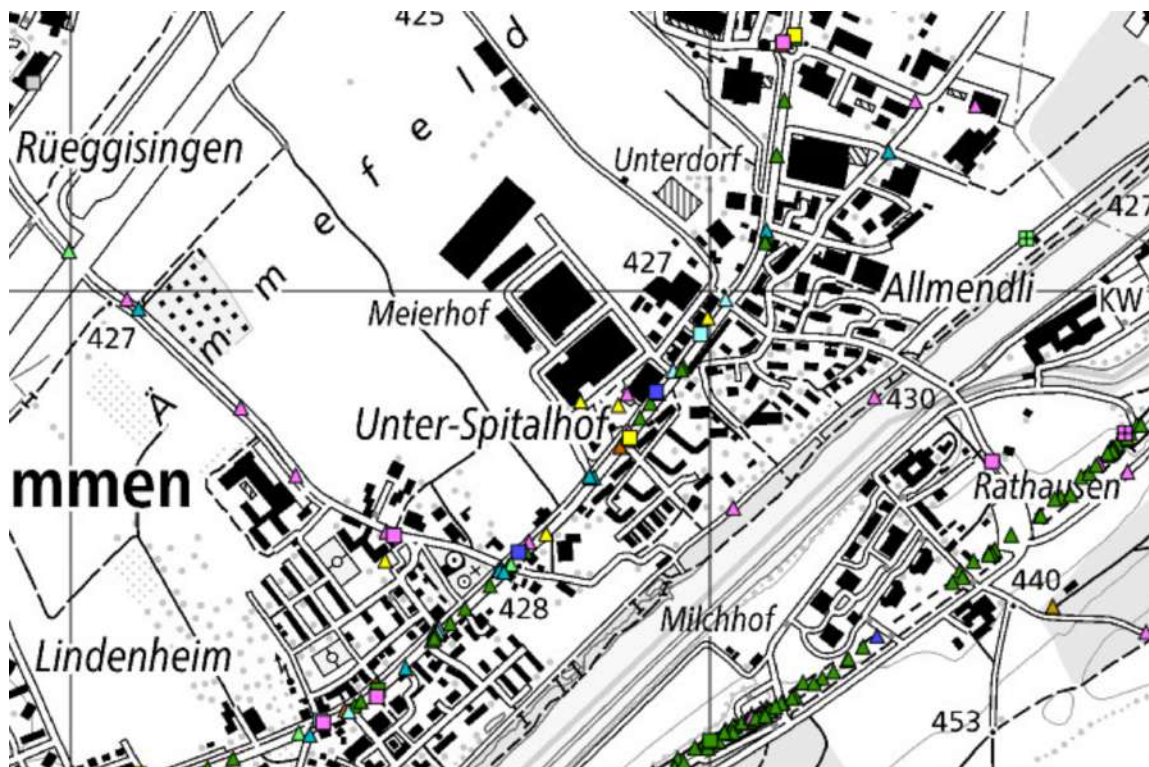 425
d
l
e
f
e
m
m
Ä
Rüeggisingen
Unterdorf
427
427
Allmendli
KW
Meierhof
427
430
Unter-Spitalhof
mmen
Rathausen
440
428
Milchhof
Lindenheim
453